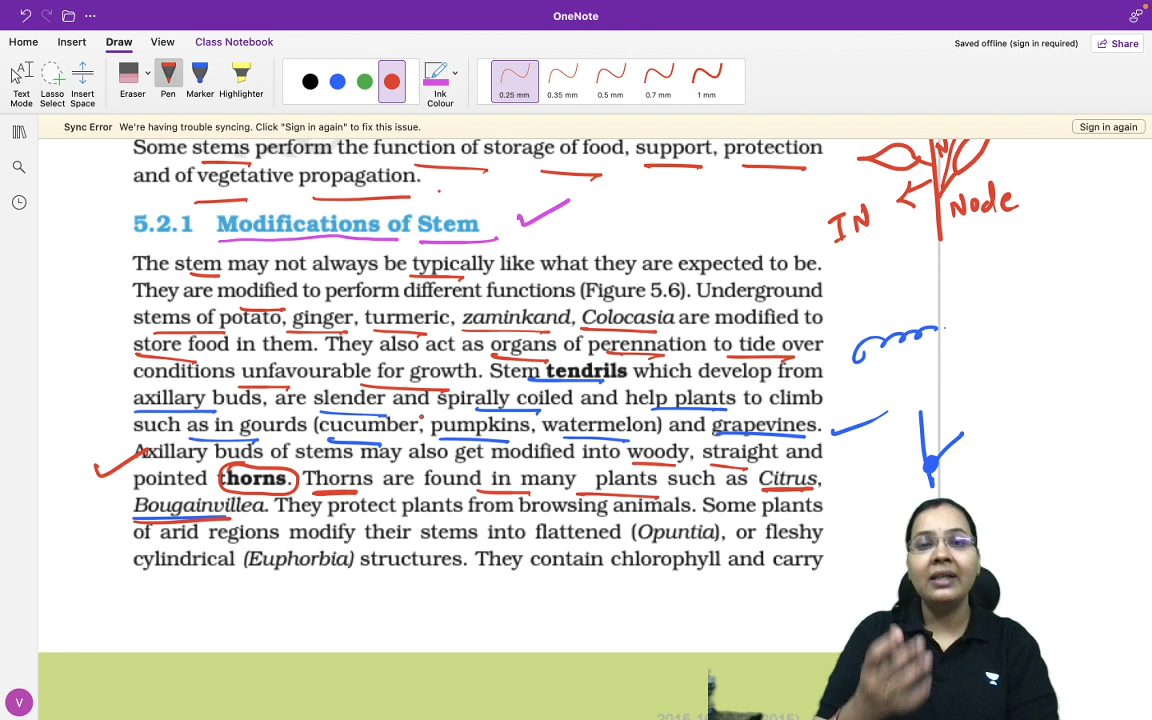 OneNote
Home Insert Draw View Class Notebook
Saved offline (sign in required) Share
Text Mode Lasso Select Insert Space Eraser Pen Marker Highlighter Ink Colour 0.25 mm 0.35 mm 0.5 mm 0.7 mm 1 mm
Sync Error We're having trouble syncing. Click "Sign in again" to fix this issue. Sign in again
Some stems perform the function of storage of food, support, protection
and of vegetative propagation.
IN Node
5.2.1 Modifications of Stem
The stem may not always be typically like what they are expected to be.
They are modified to perform different functions (Figure 5.6). Underground
stems of potato, ginger, turmeric, zaminkand, Colocasia are modified to
store food in them. They also act as organs of perennation to tide over
conditions unfavourable for growth. Stem tendrils which develop from
axillary buds, are slender and spirally coiled and help plants to climb
such as in gourds (cucumber, pumpkins, watermelon) and grapevines.
Axillary buds of stems may also get modified into woody, straight and
pointed thorns. Thorns are found in many plants such as Citrus,
Bougainvillea. They protect plants from browsing animals. Some plants
of arid regions modify their stems into flattened (Opuntia), or fleshy
cylindrical (Euphorbia) structures. They contain chlorophyll and carry
V